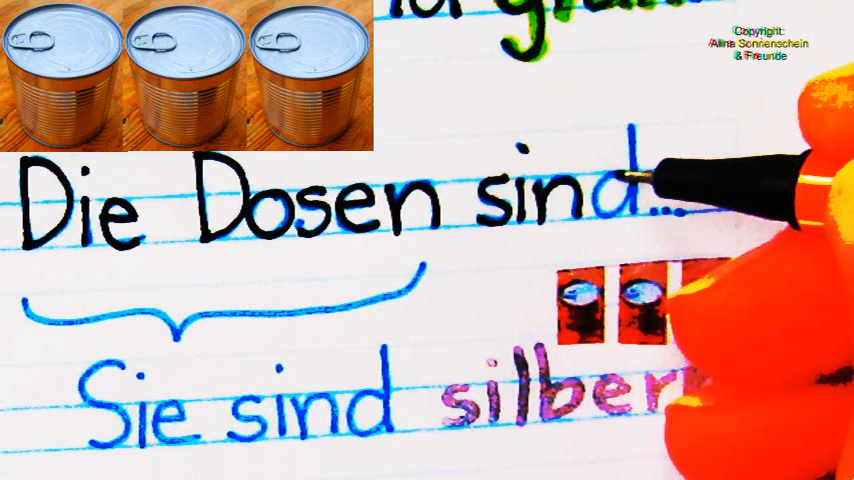 Copyright:
Alina Sonnenschein
& Freunde
Die Dosen sind...
Sie sind silber